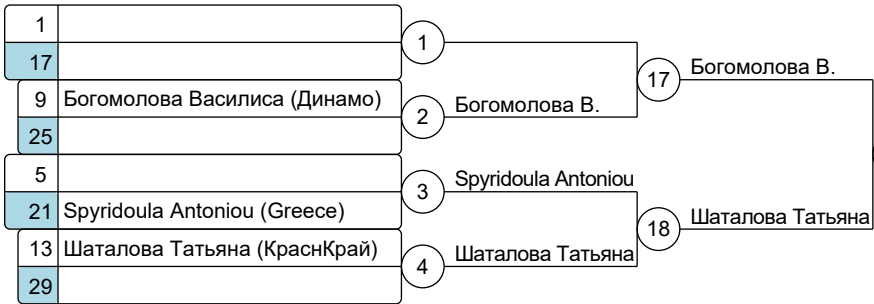 1
17
1
9 Богомолова Василиса (Динамо)
25
2
Богомолова В.
17
Богомолова В.
5
21 Spyridoula Antoniou (Greece)
3
Spyridoula Antoniou
13 Шаталова Татьяна (КраснКрай)
29
4
Шаталова Татьяна
18
Шаталова Татьяна